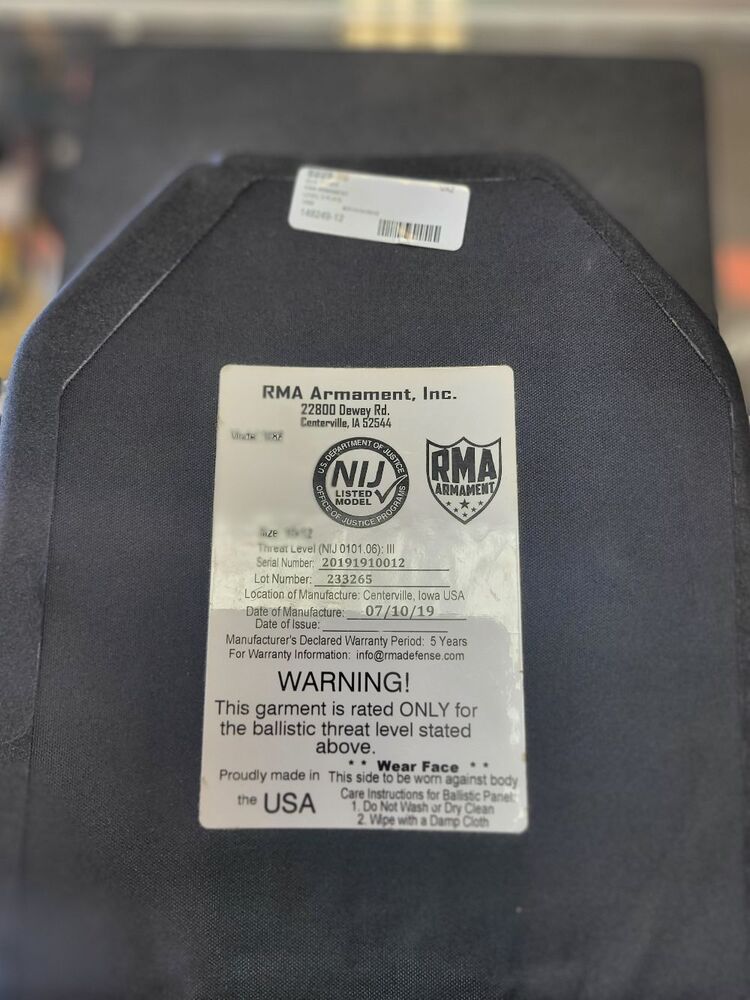 148249-12
RMA Armament, Inc.
22800 Dewey Rd.
Centerville, IA 52544
U.S. DEPARTMENT OF JUSTICE
NIJ
LISTED
MODEL
OFFICE OF JUSTICE PROGRAMS
RMA
ARMAMENT
Size
Threat Level (NIJ 0101.06): III
Serial Number: 20191910012
Lot Number: 233265
Location of Manufacture: Centerville, Iowa USA
Date of Manufacture: 07/10/19
Date of Issue:
Manufacturer's Declared Warranty Period: 5 Years
For Warranty Information: info@rmadefense.com
WARNING!
This garment is rated ONLY for
the ballistic threat level stated
above.
** Wear Face **
Proudly made in
the USA
This side to be worn against body
Care Instructions for Ballistic Panel:
1. Do Not Wash or Dry Clean
2. Wipe with a Damp Cloth